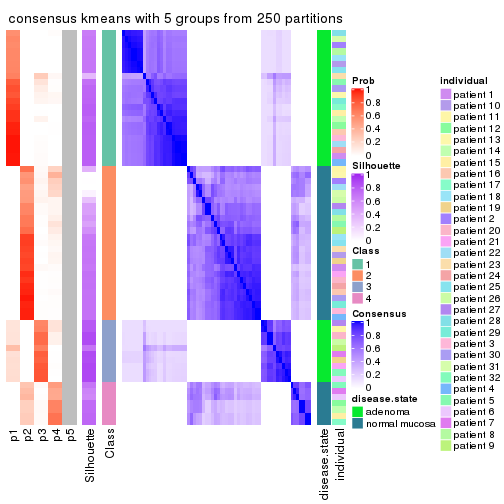 consensus kmeans with 5 groups from 250 partitions
p1
p2
p3
p4
p5
Silhouette
Class
disease.state
individual
Prob
1
0.8
0.6
0.4
0.2
0
Silhouette
1
0.8
0.6
0.4
0.2
0
Class
1
2
3
4
Consensus
1
0.8
0.6
0.4
0.2
0
disease.state
adenoma
normal mucosa
individual
patient 1
patient 10
patient 11
patient 12
patient 13
patient 14
patient 15
patient 16
patient 17
patient 18
patient 19
patient 2
patient 20
patient 21
patient 22
patient 23
patient 24
patient 25
patient 26
patient 27
patient 28
patient 29
patient 3
patient 30
patient 31
patient 32
patient 4
patient 5
patient 6
patient 7
patient 8
patient 9